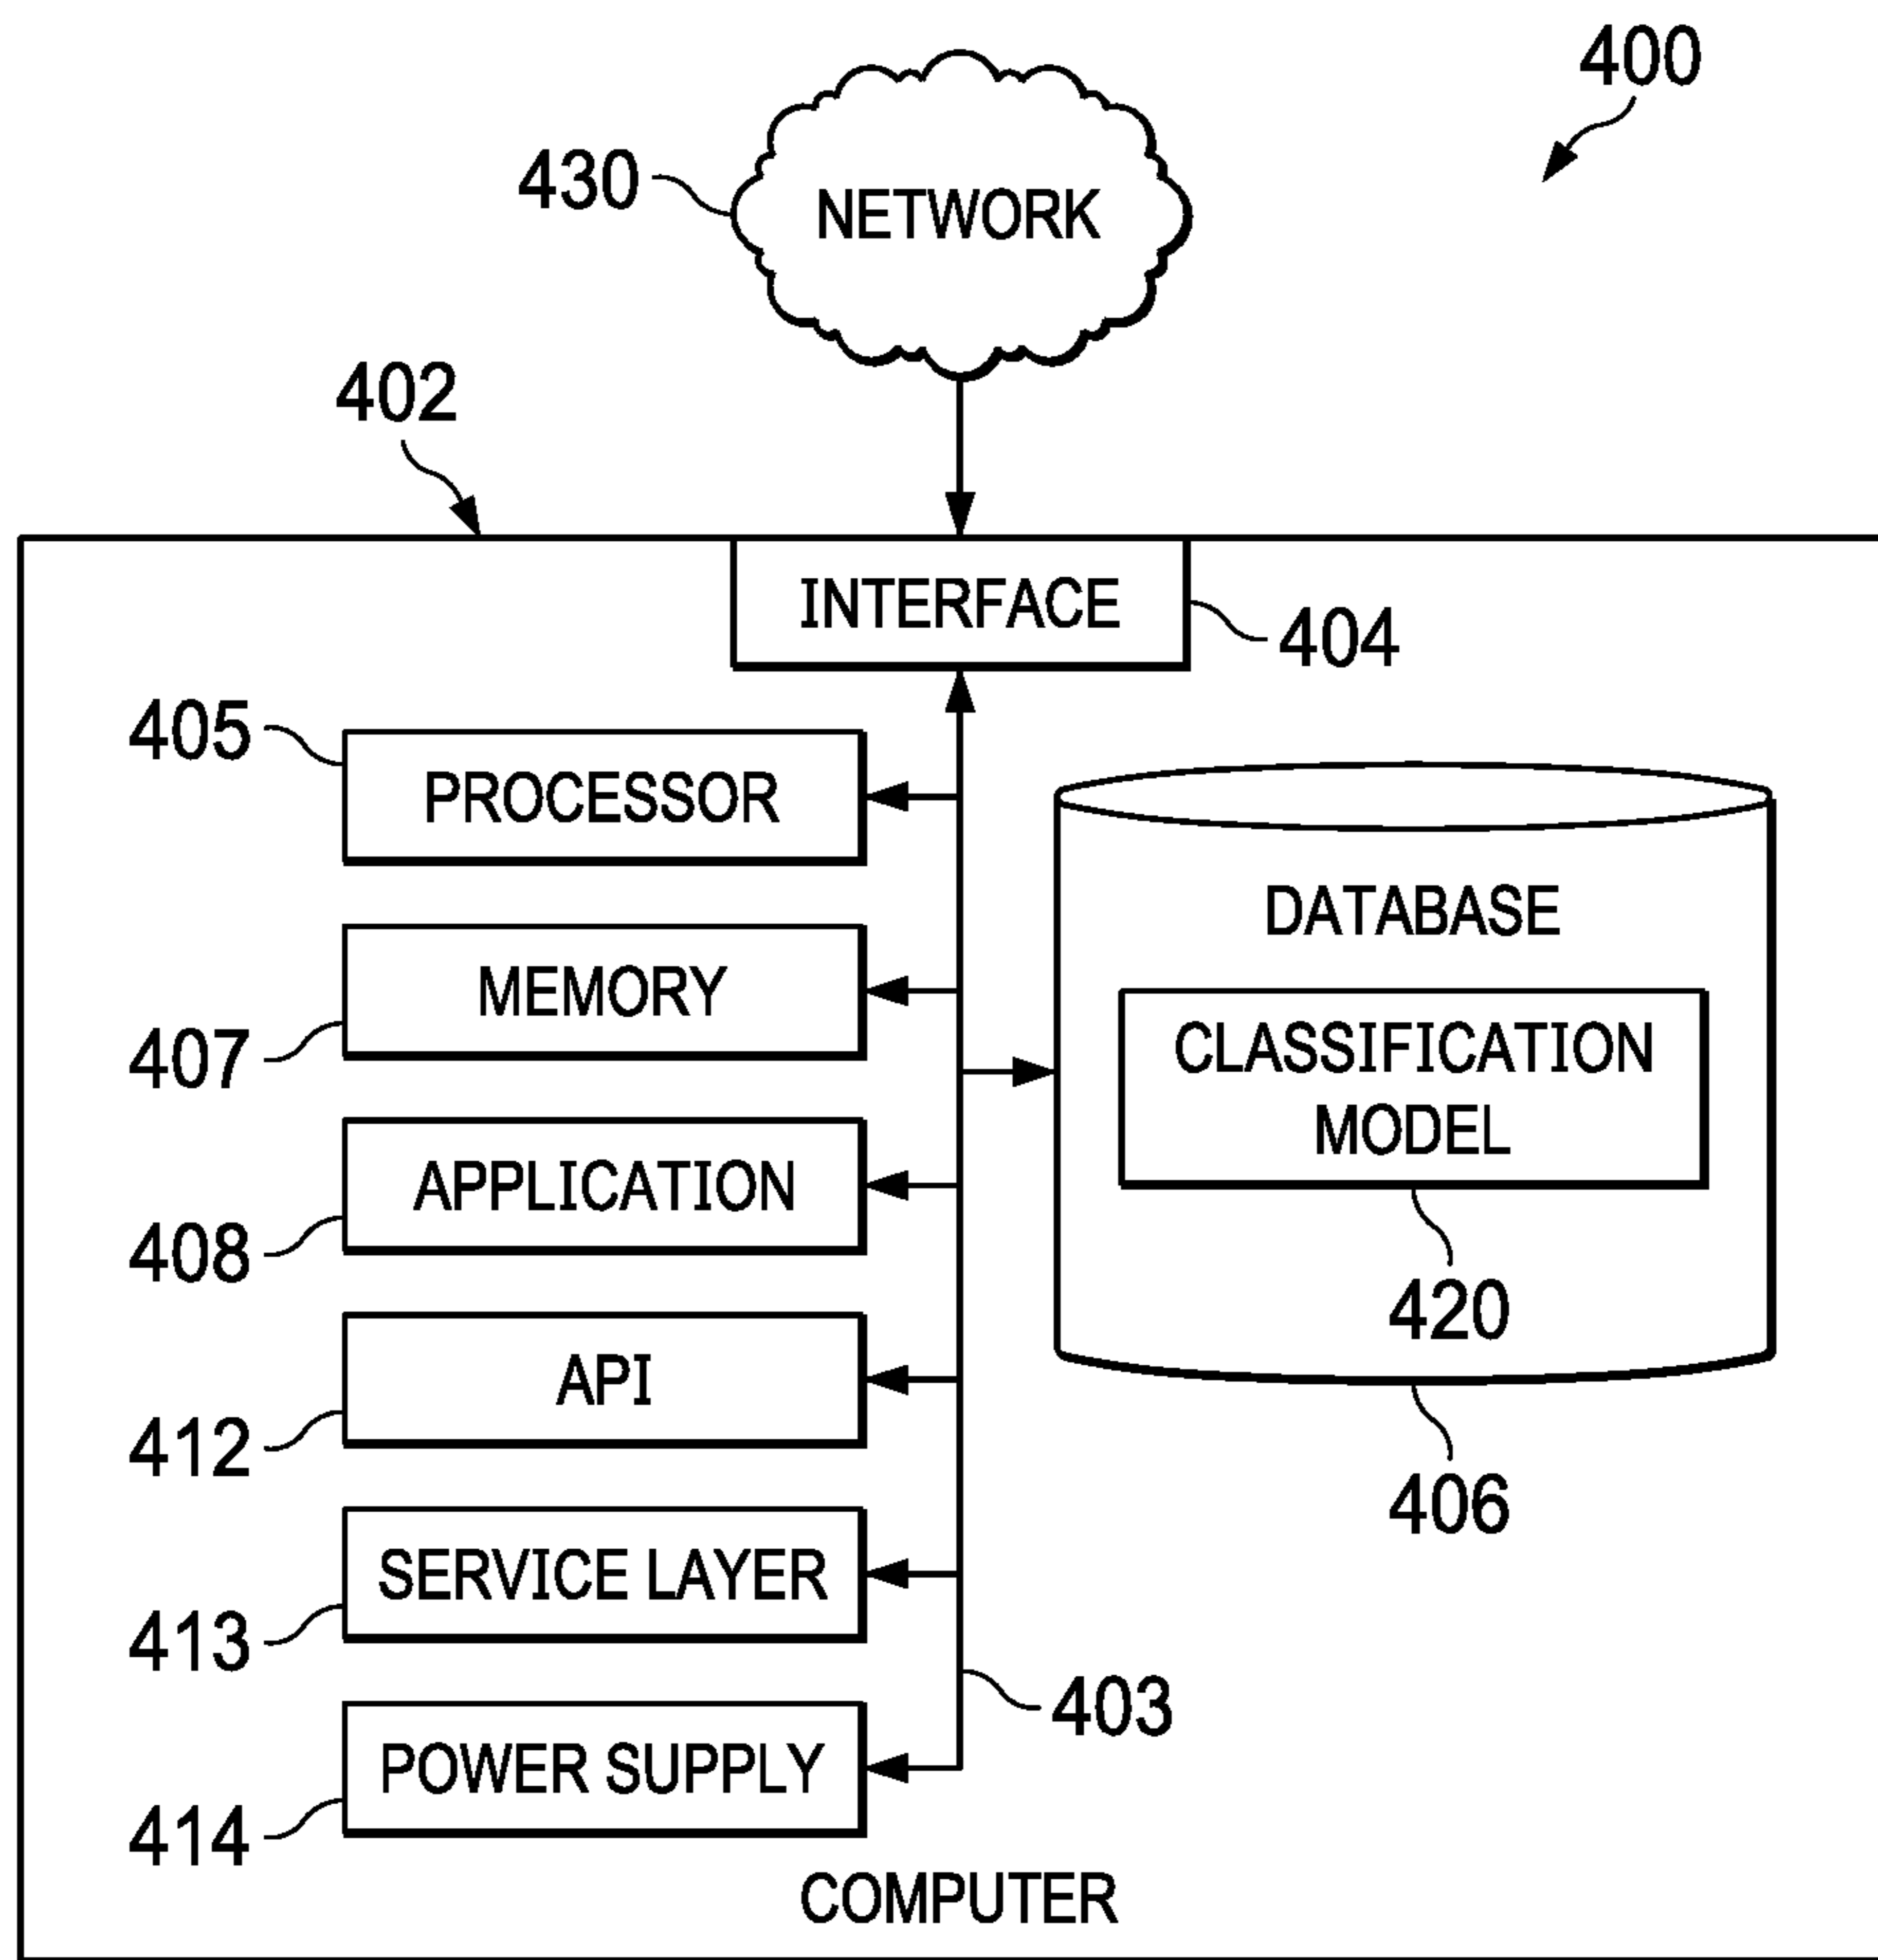 400
430
NETWORK
402
INTERFACE
404
405
PROCESSOR
DATABASE
MEMORY
407
CLASSIFICATION
MODEL
APPLICATION
408
420
API
412
406
SERVICE LAYER
413
403
POWER SUPPLY
414
COMPUTER